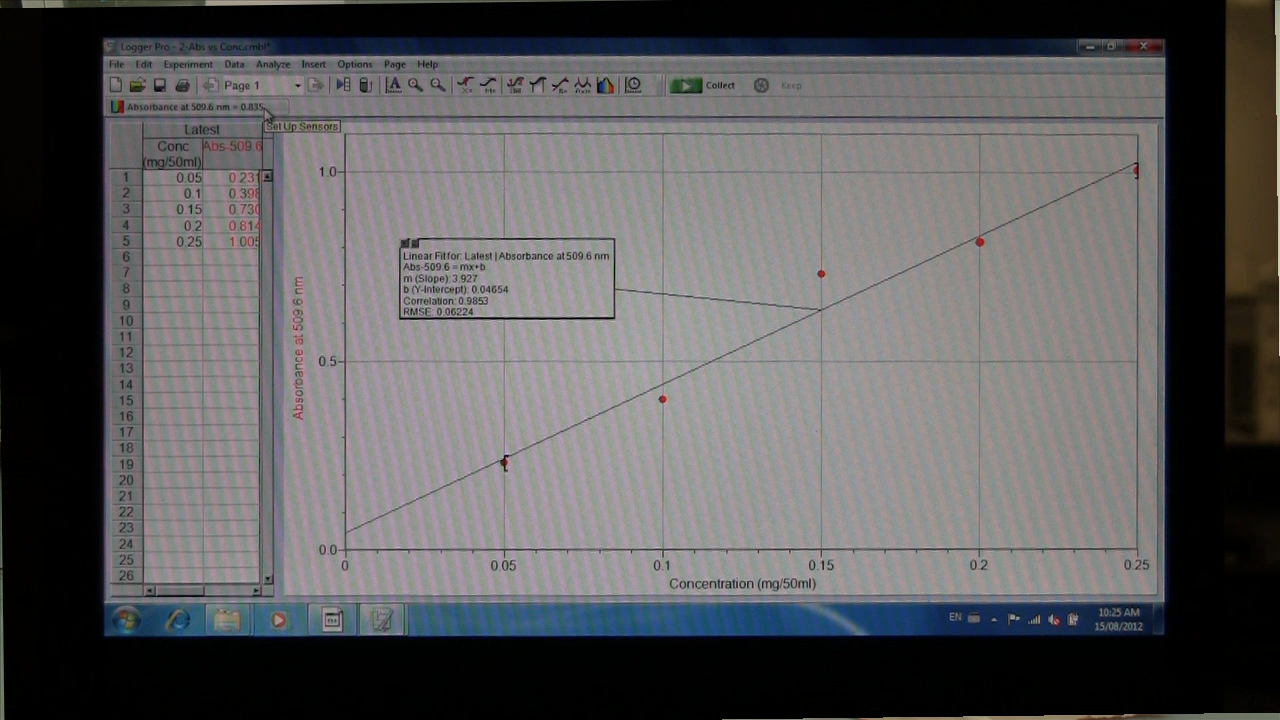 Logger Pro - 2-Abs vs Conc.cmbl*
File Edit Experiment Data Analyze Insert Options Page Help
Page 1
Collect
Keep
Absorbance at 509.6 nm = 0.835
Set Up Sensors
Latest
Conc Abs-509.6
(mg/50ml)
1 0.05 0.231
2 0.1 0.398
3 0.15 0.730
4 0.2 0.814
5 0.25 1.005
6
7
8
9
10
11
12
13
14
15
16
17
18
19
20
21
22
23
24
25
26
Absorbance at 509.6 nm
1.0
0.5
0.0
Linear Fit for: Latest | Absorbance at 509.6 nm
Abs-509.6 = mx+b
m (Slope): 3.927
b (Y-Intercept): 0.04654
Correlation: 0.9853
RMSE: 0.06224
0 0.05 0.1 0.15 0.2 0.25
Concentration (mg/50ml)
EN
10:25 AM
15/08/2012